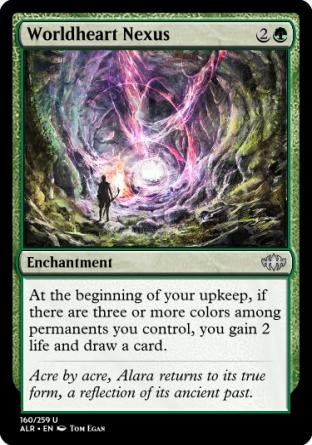 Worldheart Nexus 2
Enchantment
At the beginning of your upkeep, if
there are three or more colors among
permanents you control, you gain 2
life and draw a card.
Acre by acre, Alara returns to its true
form, a reflection of its ancient past.
160/259 U
ALR • EN Tom Egan